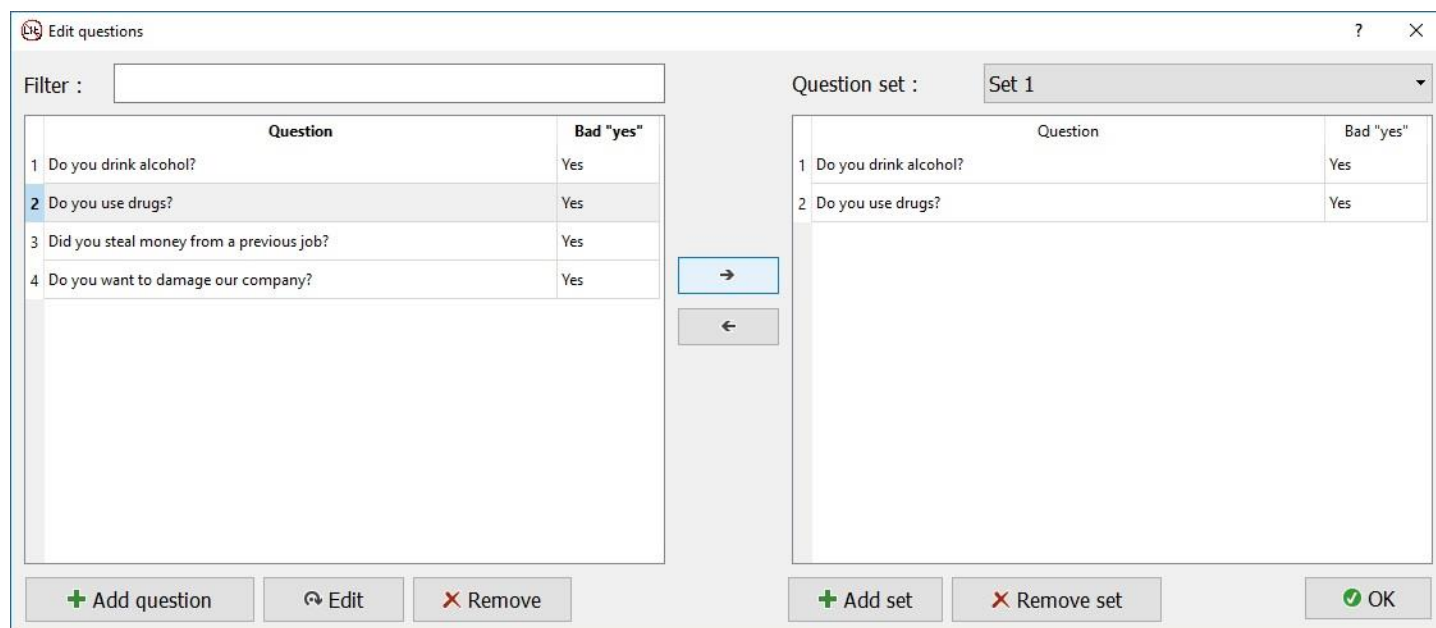 Edit questions
?
Filter :
Question set :
Set 1
Question Bad "yes"
1 Do you drink alcohol? Yes
2 Do you use drugs? Yes
3 Did you steal money from a previous job? Yes
4 Do you want to damage our company? Yes
Question Bad "yes"
1 Do you drink alcohol? Yes
2 Do you use drugs? Yes
Add question
Edit
Remove
Add set
Remove set
OK